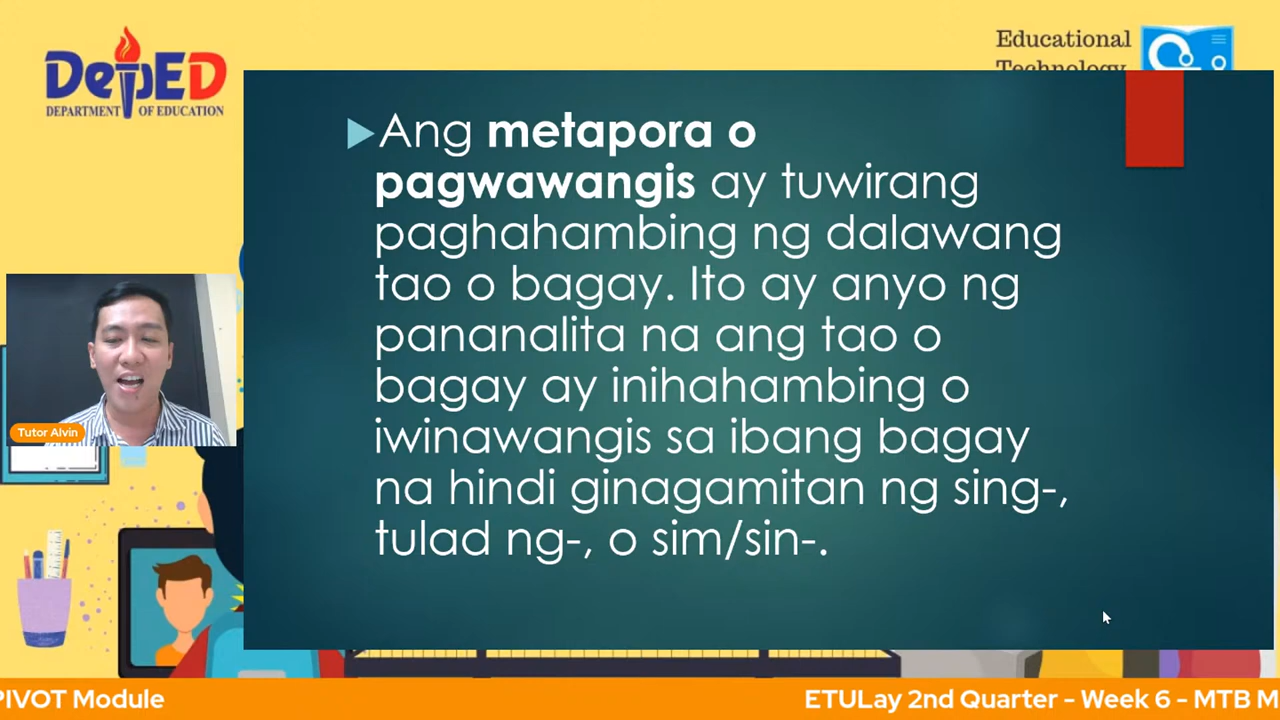 DepED
DEPARTMENT OF EDUCATION
Educational
Technology
Ang metapora o
pagwawangis ay tuwirang
paghahambing ng dalawang
tao o bagay. Ito ay anyo ng
pananalita na ang tao o
bagay ay inihahambing o
iwinawangis sa ibang bagay
na hindi ginagamitan ng sing-,
tulad ng-, o sim/sin-.
Tutor Alvin
PIVOT Module
ETULay 2nd Quarter - Week 6 - MTB M